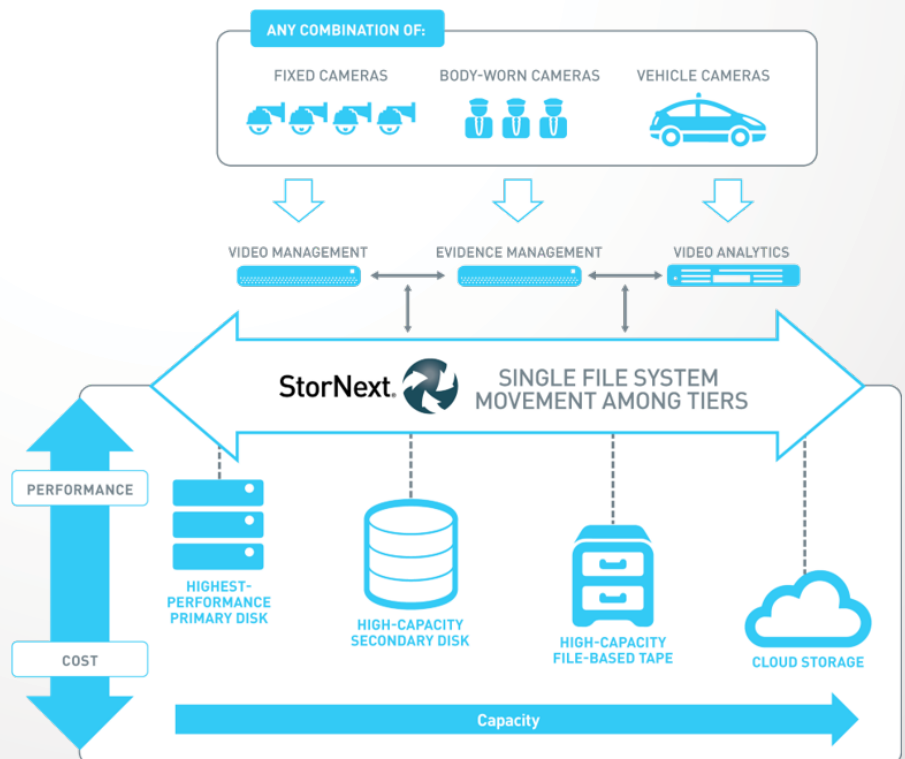 ANY COMBINATION OF:
FIXED CAMERAS
BODY-WORN CAMERAS
VEHICLE CAMERAS
VIDEO MANAGEMENT
EVIDENCE MANAGEMENT
VIDEO ANALYTICS
StorNext®
SINGLE FILE SYSTEM
MOVEMENT AMONG TIERS
PERFORMANCE
COST
HIGHEST-
PERFORMANCE
PRIMARY DISK
HIGH-CAPACITY
SECONDARY DISK
HIGH-CAPACITY
FILE-BASED TAPE
CLOUD STORAGE
Capacity